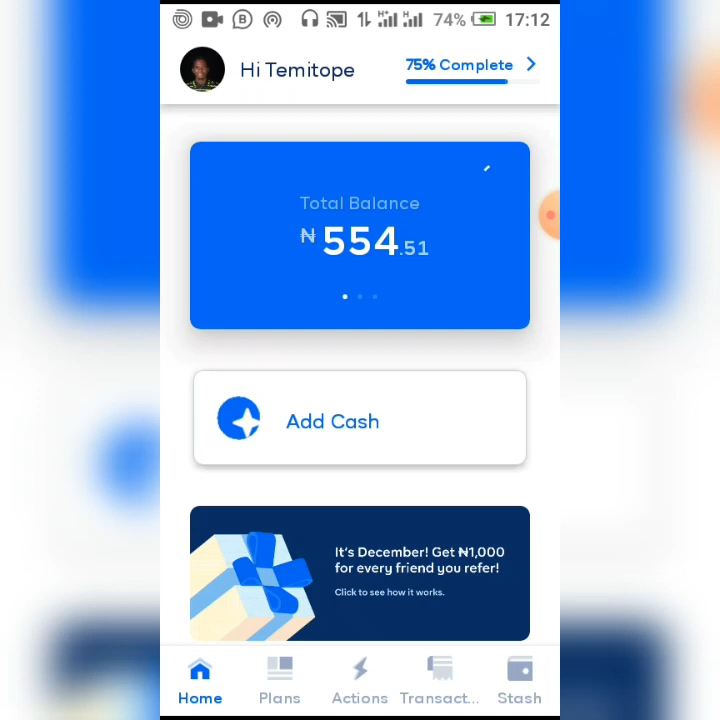 74% 17:12
Hi Temitope
75% Complete
Total Balance
₦ 554.51
Add Cash
It's December! Get ₦1,000
for every friend you refer!
Click to see how it works.
Home Plans Actions Transact... Stash